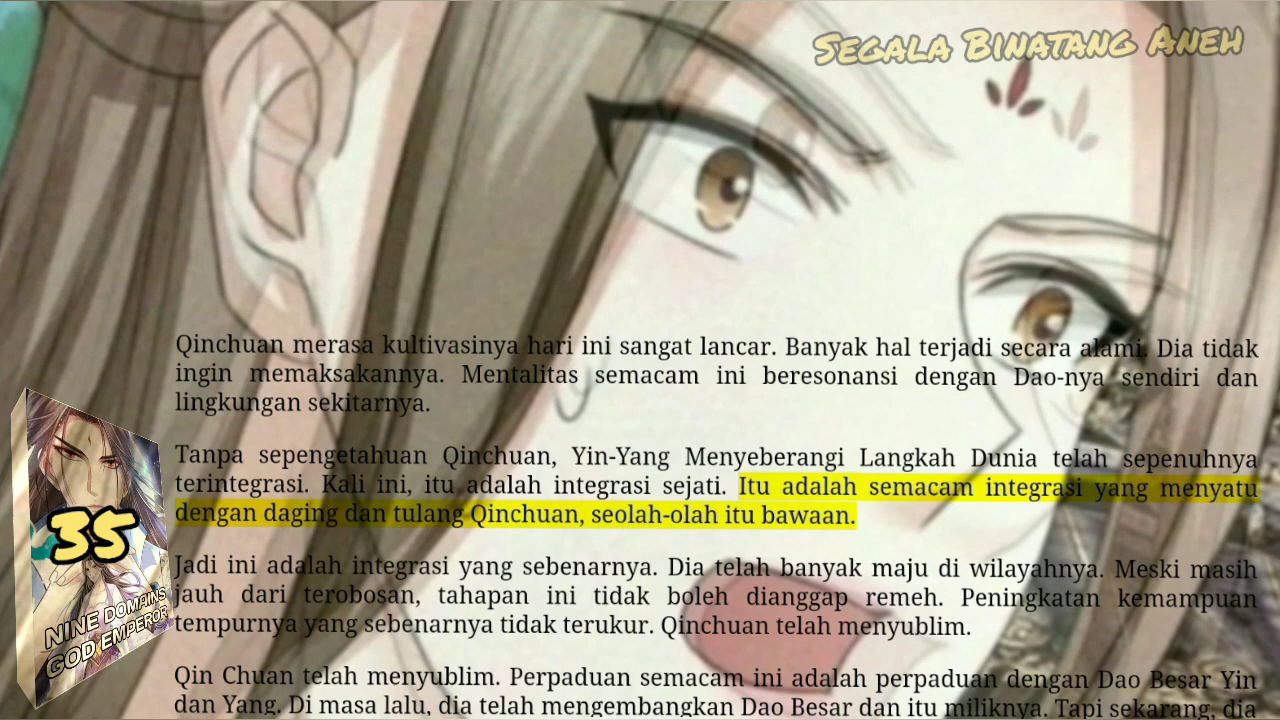 Segala Binatang Aneh
Qinchuan merasa kultivasinya hari ini sangat lancar. Banyak hal terjadi secara alami. Dia tidak
ingin memaksakannya. Mentalitas semacam ini beresonansi dengan Dao-nya sendiri dan
lingkungan sekitarnya.
Tanpa sepengetahuan Qinchuan, Yin-Yang Menyeberangi Langkah Dunia telah sepenuhnya
terintegrasi. Kali ini, itu adalah integrasi sejati. Itu adalah semacam integrasi yang menyatu
dengan daging dan tulang Qinchuan, seolah-olah itu bawaan.
Jadi ini adalah integrasi yang sebenarnya. Dia telah banyak maju di wilayahnya. Meski masih
jauh dari terobosan, tahapan ini tidak boleh dianggap remeh. Peningkatan kemampuan
tempurnya yang sebenarnya tidak terukur. Qinchuan telah menyublim.
Qin Chuan telah menyublim. Perpaduan semacam ini adalah perpaduan dengan Dao Besar Yin
dan Yang. Di masa lalu, dia telah mengembangkan Dao Besar dan itu miliknya. Tapi sekarang, dia
35
NINE DOMAINS
GOD EMPEROR